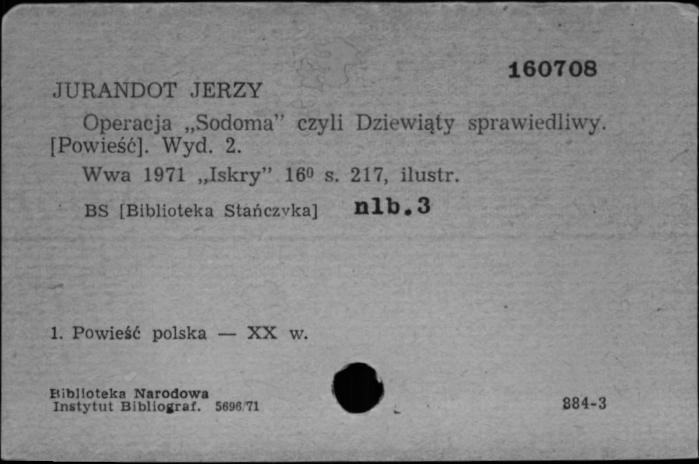 160708
JURANDOT JERZY
Operacja „Sodoma” czyli Dziewiąty sprawiedliwy.
[Powieść]. Wyd. 2.
Wwa 1971 „Iskry” 16⁰ s. 217, ilustr.
BS [Biblioteka Stańczyka] nlb.3
1. Powieść polska — XX w.
Biblioteka Narodowa
Instytut Bibliograf. 5696/71 884-3